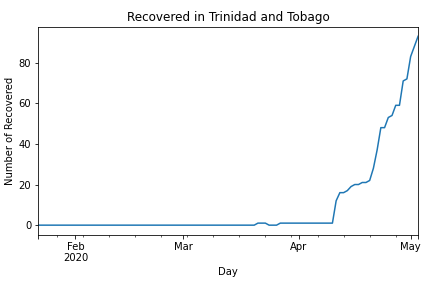 Recovered in Trinidad and Tobago
Number of Recovered
80
60
40
20
0
Feb
2020
Mar
Apr
May
Day